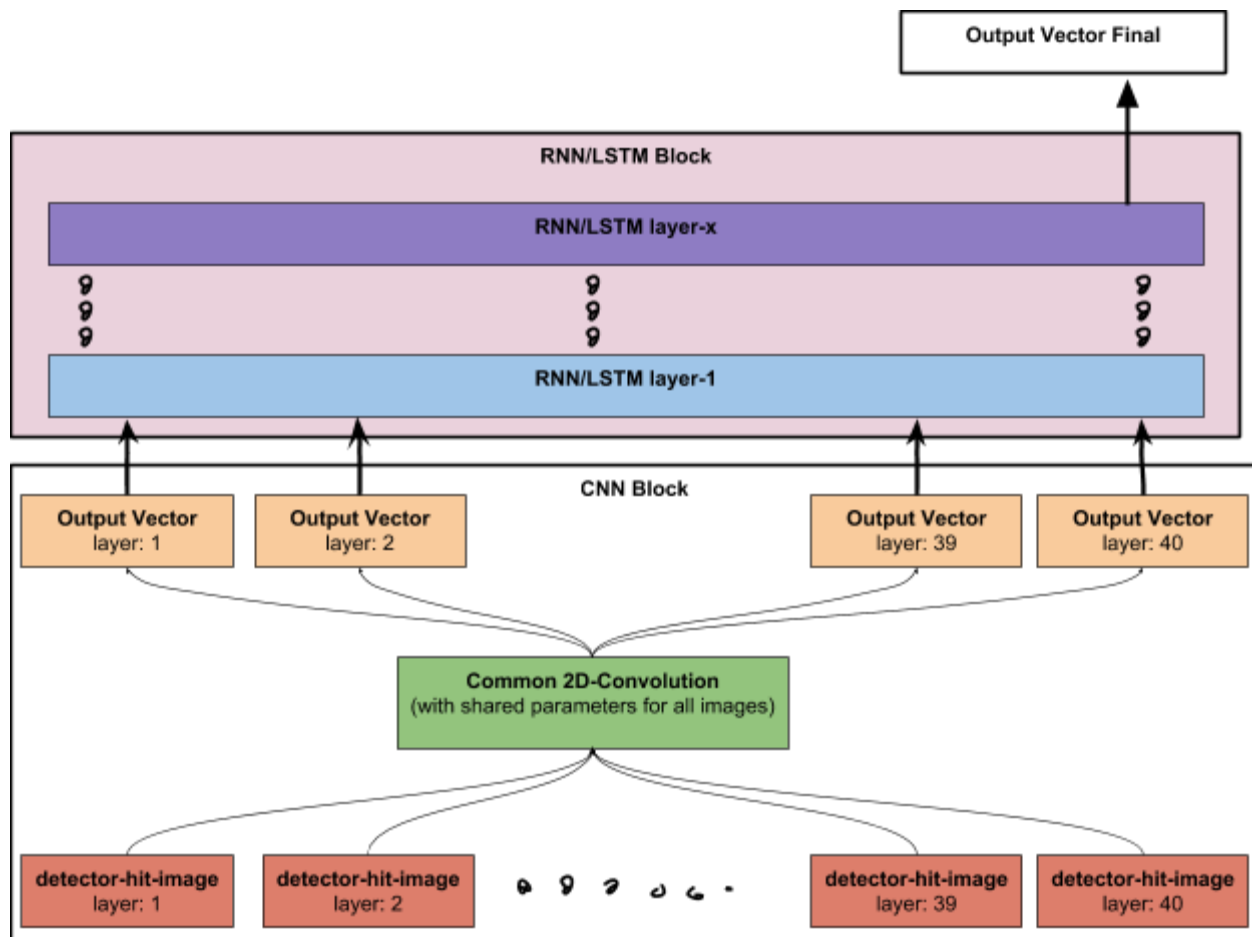 Output Vector Final
RNN/LSTM Block
RNN/LSTM layer-x
RNN/LSTM layer-1
CNN Block
Output Vector
layer: 1
Output Vector
layer: 2
Output Vector
layer: 39
Output Vector
layer: 40
Common 2D-Convolution
(with shared parameters for all images)
detector-hit-image
layer: 1
detector-hit-image
layer: 2
detector-hit-image
layer: 39
detector-hit-image
layer: 40